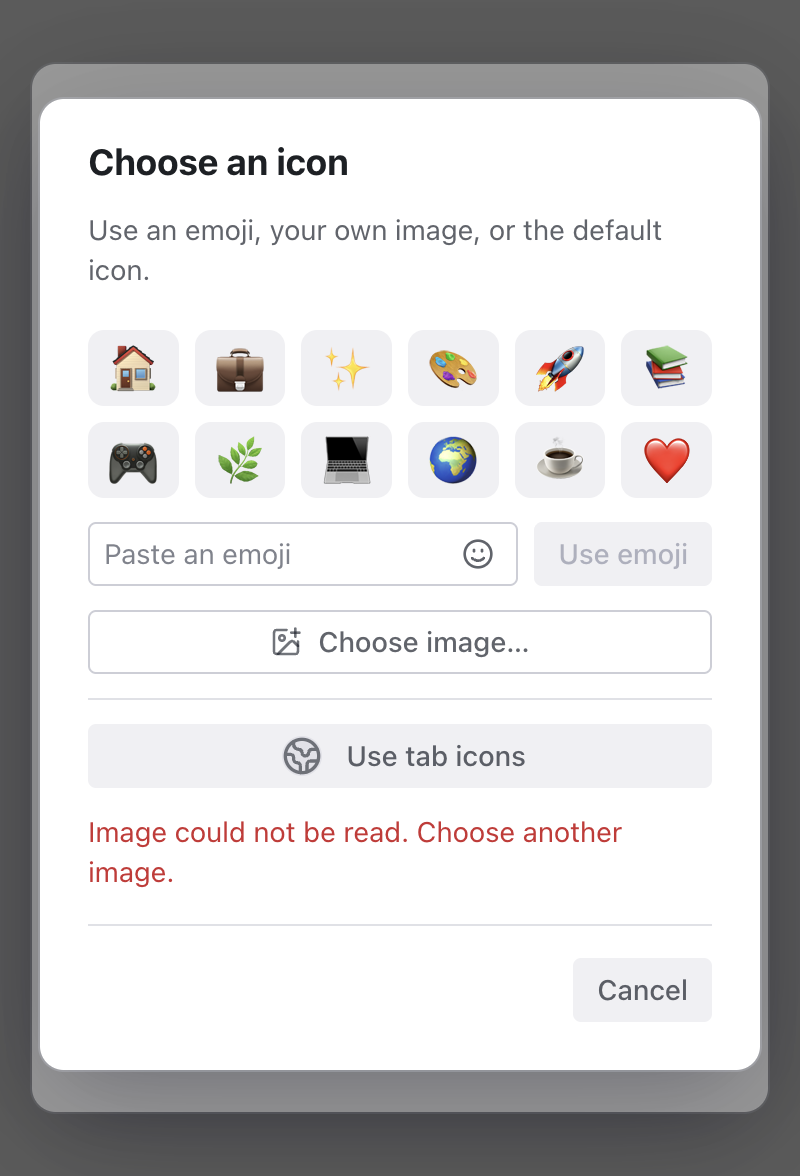 Choose an icon
Use an emoji, your own image, or the default
icon.
Paste an emoji
Use emoji
Choose image...
Use tab icons
Image could not be read. Choose another
image.
Cancel